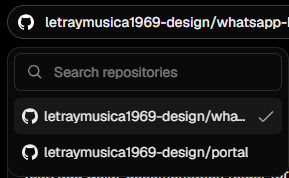 letraymusica1969-design/whatsapp-
Search repositories
letraymusica1969-design/wha...
letraymusica1969-design/portal